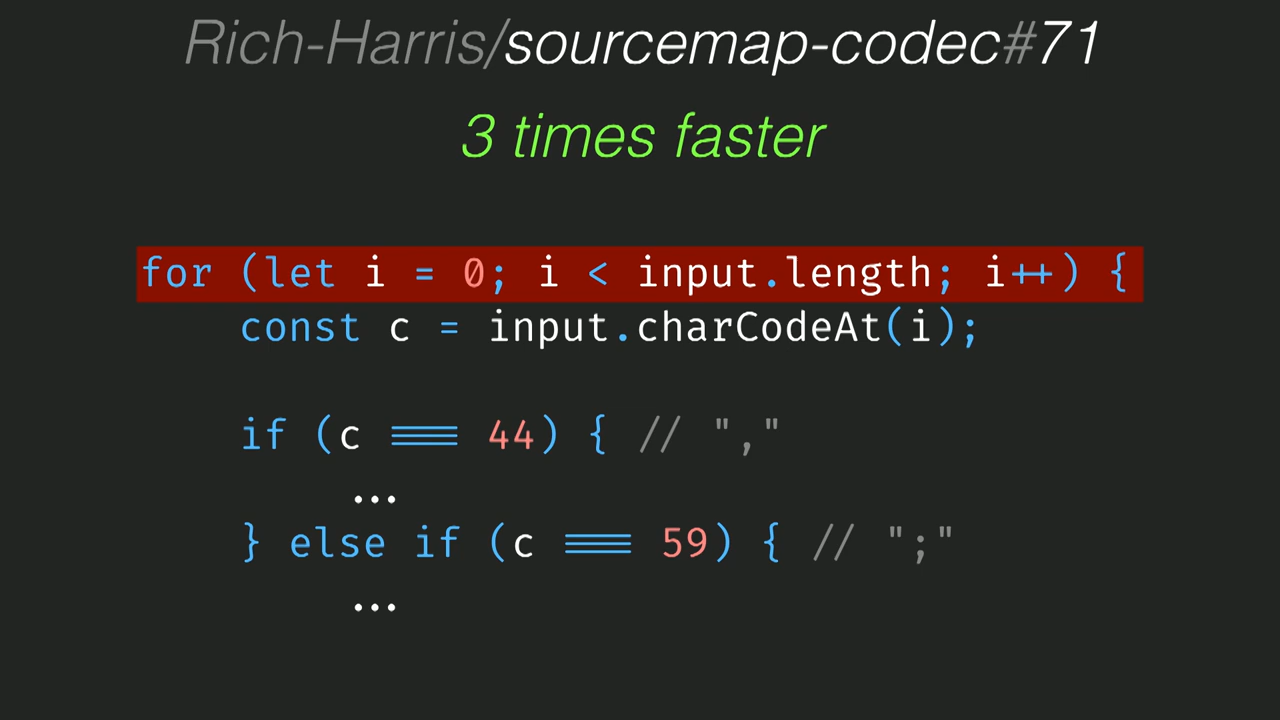 Rich-Harris/sourcemap-codec#71
3 times faster
for (let i = 0; i < input.length; i++) {
const c = input.charCodeAt(i);
if (c === 44) { // ","
...
} else if (c === 59) { // ";"
...